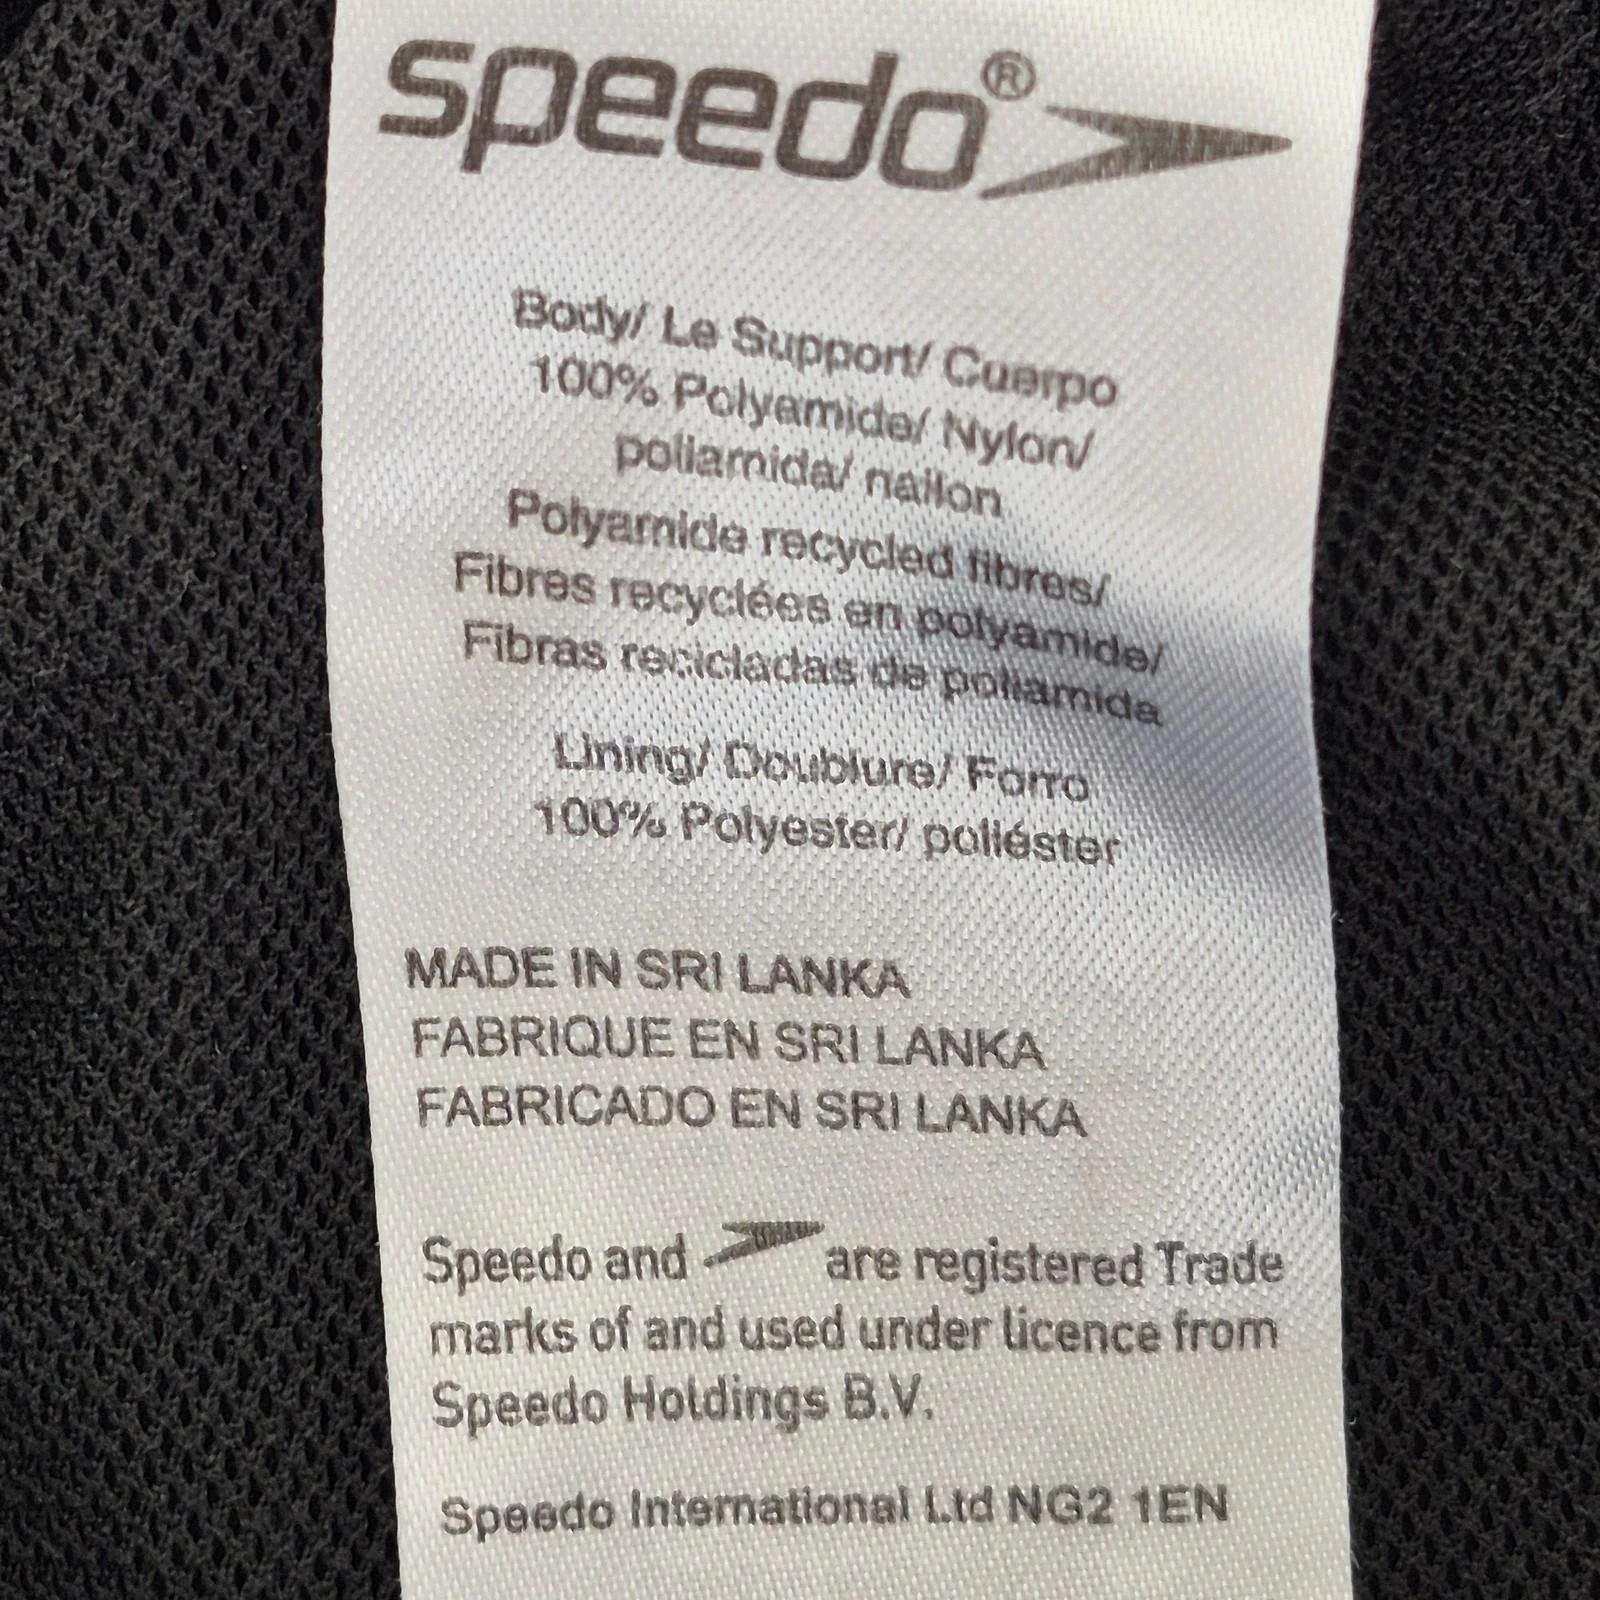 speedo®
Body/ Le Support/ Cuerpo
100% Polyamide/ Nylon/
poliamida/ nailon
Polyamide recycled fibres/
Fibres recyclées en polyamide/
Fibras recicladas de poliamida
Lining/ Doublure/ Forro
100% Polyester/ poliéster
MADE IN SRI LANKA
FABRIQUE EN SRI LANKA
FABRICADO EN SRI LANKA
Speedo and are registered Trade
marks of and used under licence from
Speedo Holdings B.V.
Speedo International Ltd NG2 1EN